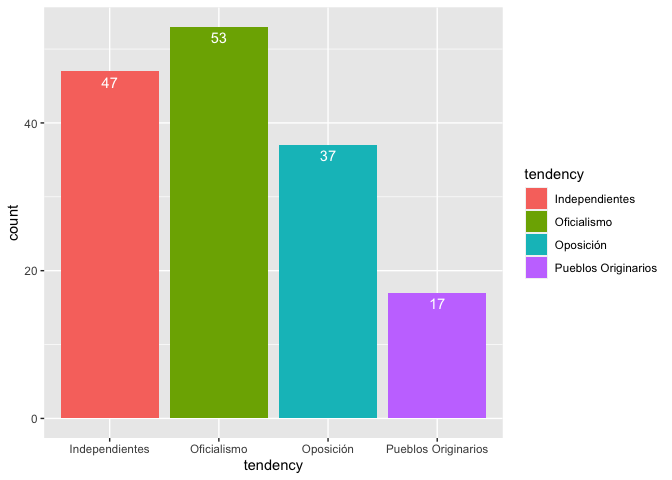 53
47
37
17
40
20
0
count
Independientes Oficialismo Oposición Pueblos Originarios
tendency
tendency
Independientes
Oficialismo
Oposición
Pueblos Originarios